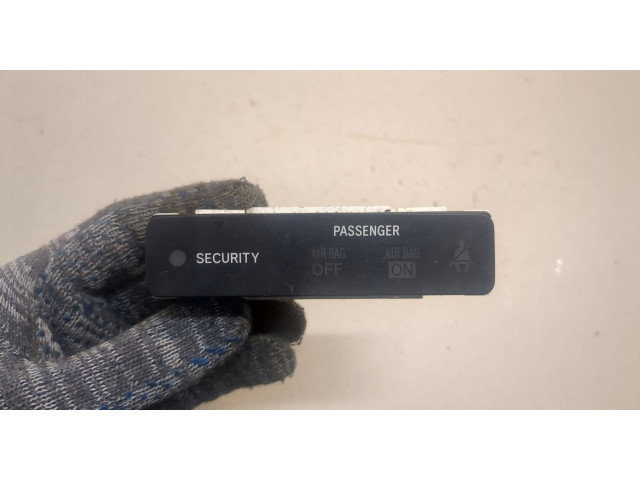 PASSENGER
SECURITY
AIR BAG AIR BAG
OFF ON